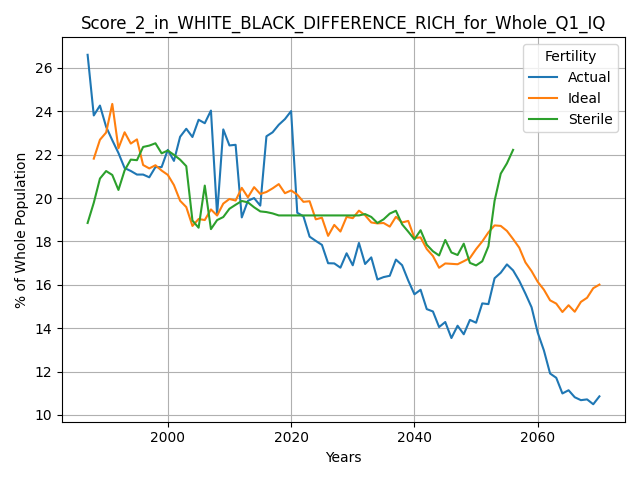 Score_2_in_WHITE_BLACK_DIFFERENCE_RICH_for_Whole_Q1_IQ
Fertility
Actual
Ideal
Sterile
% of Whole Population
26
24
22
20
18
16
14
12
10
2000 2020 2040 2060
Years